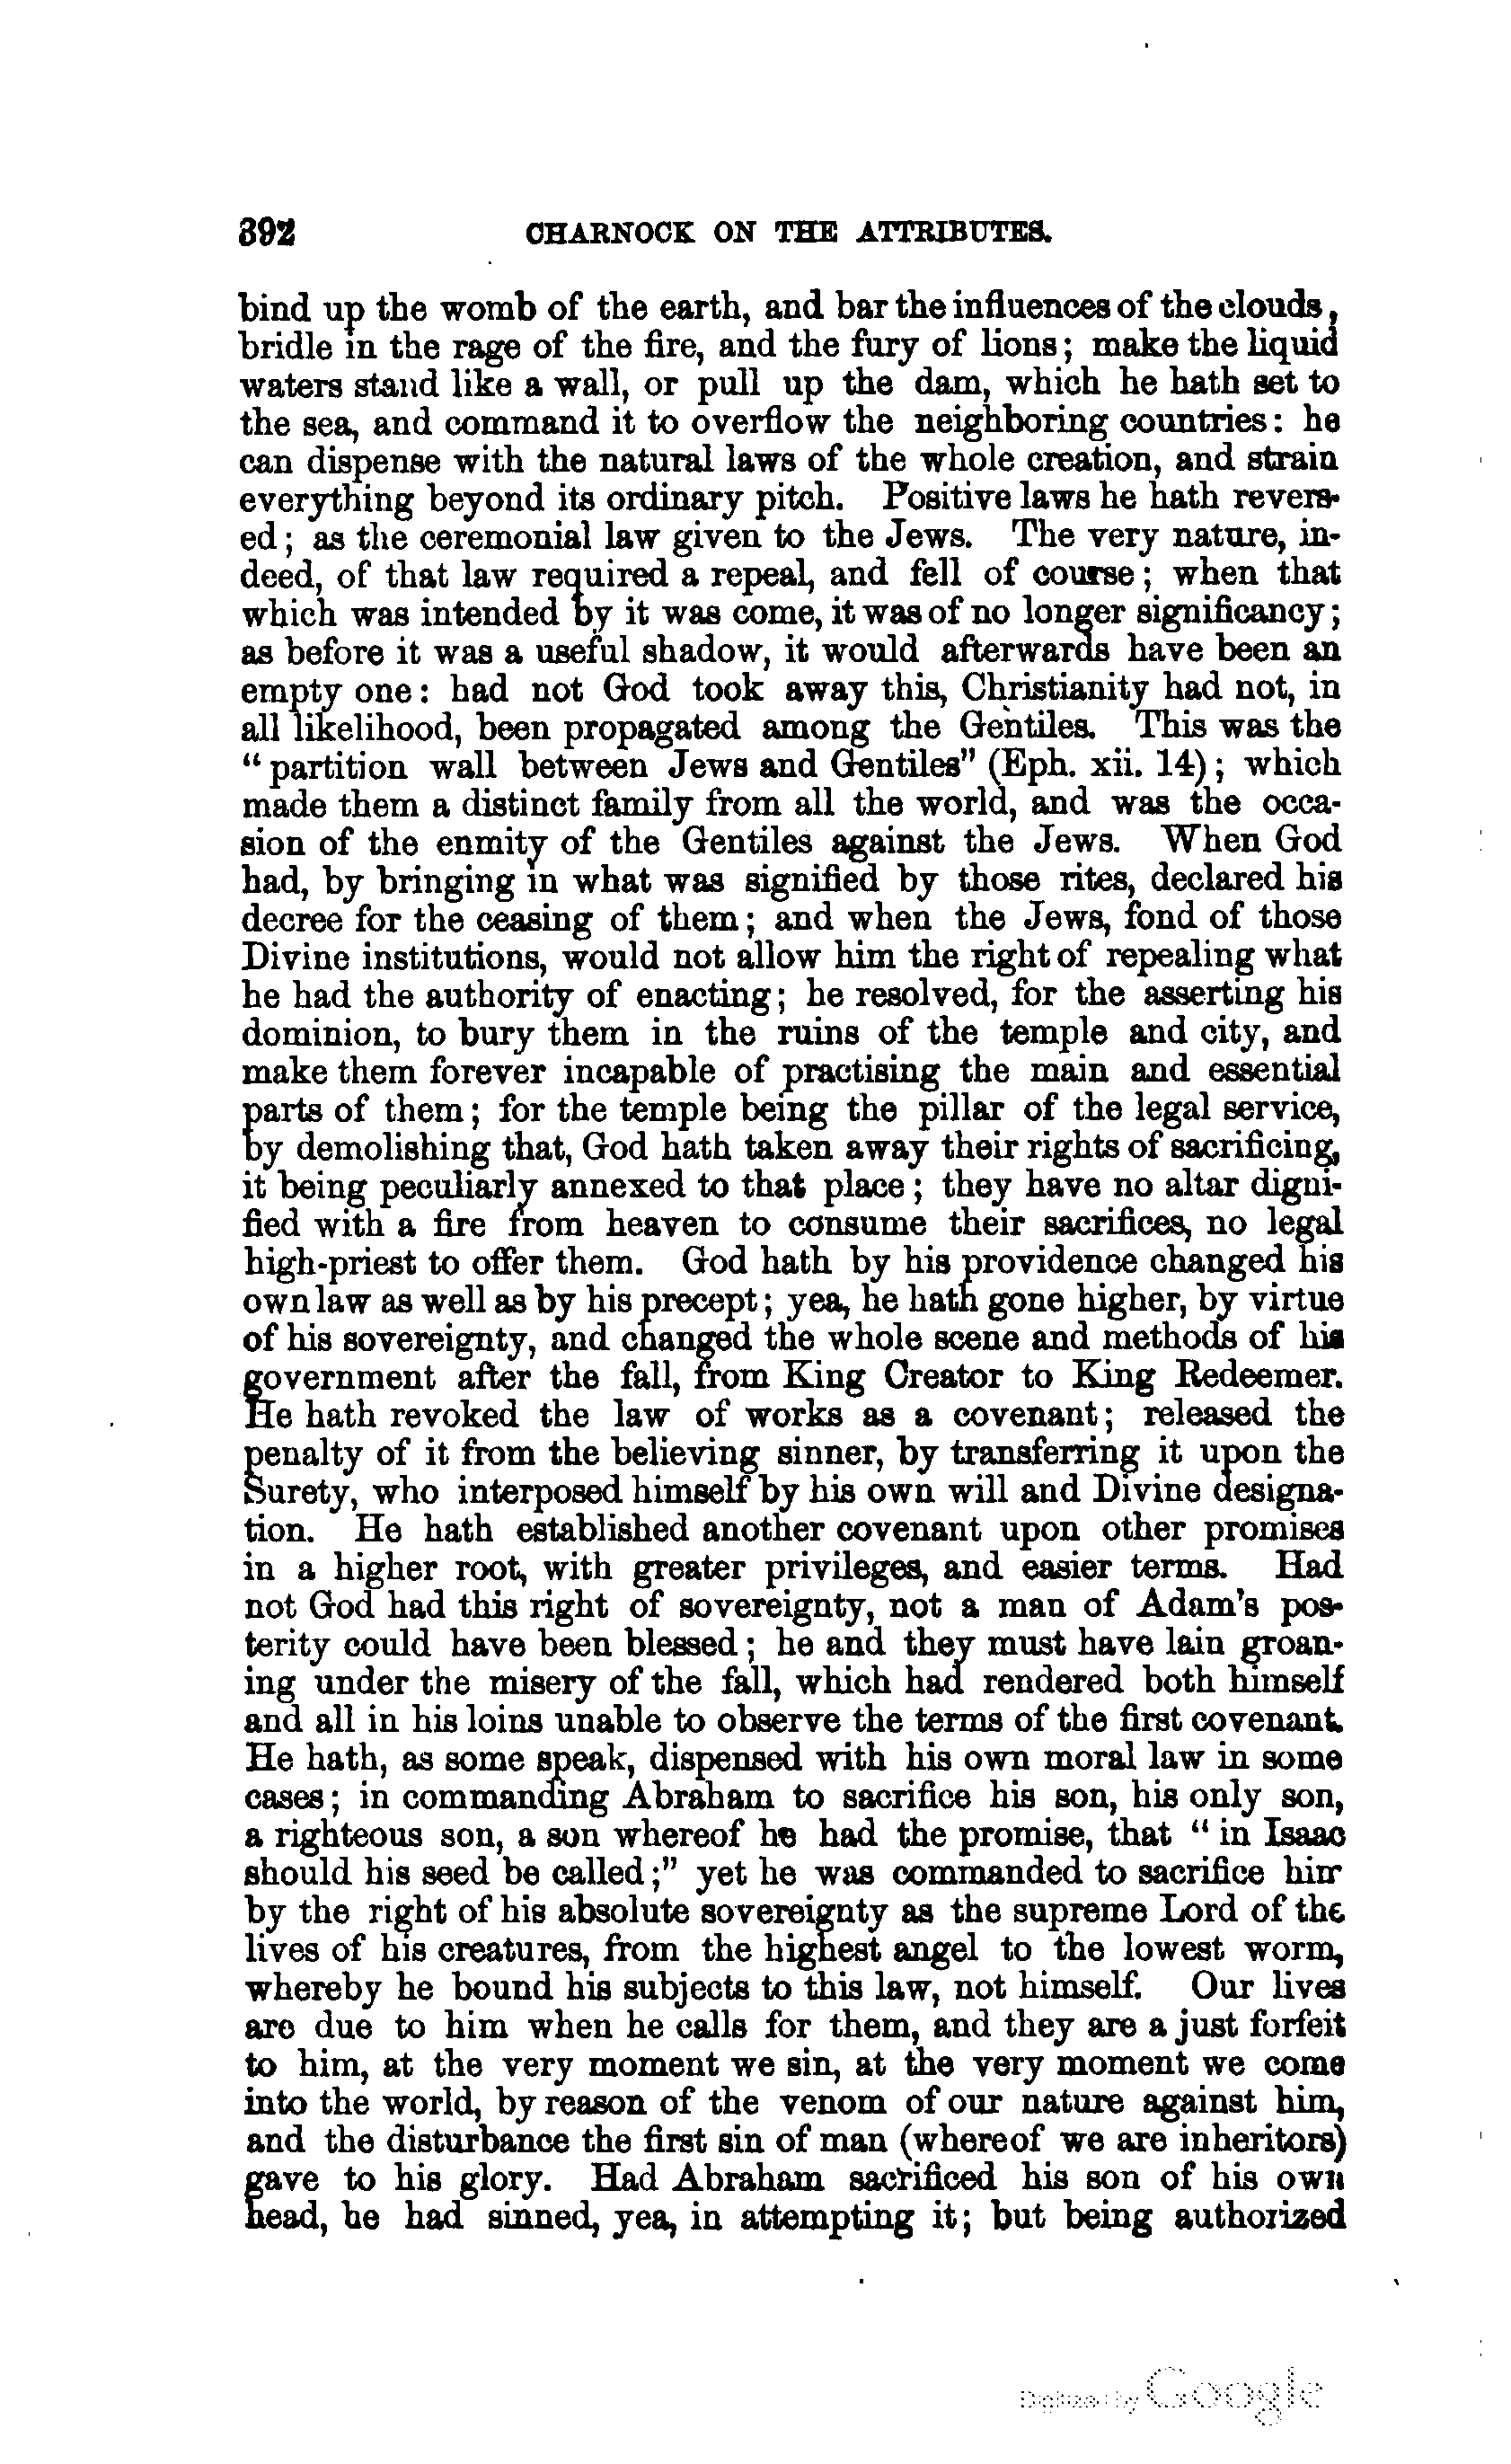 392 CHARNOCK ON THE ATTRIBUTES.
bind up the womb of the earth, and bar the influences of the clouds,
bridle in the rage of the fire, and the fury of lions; make the liquid
waters stand like a wall, or pull up the dam, which he hath set to
the sea, and command it to overflow the neighboring countries: he
can dispense with the natural laws of the whole creation, and strain
everything beyond its ordinary pitch. Positive laws he hath revers-
ed; as the ceremonial law given to the Jews. The very nature, in-
deed, of that law required a repeal, and fell of course; when that
which was intended by it was come, it was of no longer significancy;
as before it was a useful shadow, it would afterwards have been an
empty one: had not God took away this, Christianity had not, in
all likelihood, been propagated among the Gentiles. This was the
“partition wall between Jews and Gentiles” (Eph. xii. 14); which
made them a distinct family from all the world, and was the occa-
sion of the enmity of the Gentiles against the Jews. When God
had, by bringing in what was signified by those rites, declared his
decree for the ceasing of them; and when the Jews, fond of those
Divine institutions, would not allow him the right of repealing what
he had the authority of enacting; he resolved, for the asserting his
dominion, to bury them in the ruins of the temple and city, and
make them forever incapable of practising the main and essential
parts of them; for the temple being the pillar of the legal service,
by demolishing that, God hath taken away their rights of sacrificing,
it being peculiarly annexed to that place; they have no altar digni-
fied with a fire from heaven to consume their sacrifices, no legal
high-priest to offer them. God hath by his providence changed his
own law as well as by his precept; yea, he hath gone higher, by virtue
of his sovereignty, and changed the whole scene and methods of his
government after the fall, from King Creator to King Redeemer.
He hath revoked the law of works as a covenant; released the
penalty of it from the believing sinner, by transferring it upon the
Surety, who interposed himself by his own will and Divine designa-
tion. He hath established another covenant upon other promises
in a higher root, with greater privileges, and easier terms. Had
not God had this right of sovereignty, not a man of Adam's pos-
terity could have been blessed; he and they must have lain groan-
ing under the misery of the fall, which had rendered both himself
and all in his loins unable to observe the terms of the first covenant.
He hath, as some speak, dispensed with his own moral law in some
cases; in commanding Abraham to sacrifice his son, his only son,
a righteous son, a son whereof he had the promise, that “in Isaac
should his seed be called;” yet he was commanded to sacrifice him
by the right of his absolute sovereignty as the supreme Lord of the
lives of his creatures, from the highest angel to the lowest worm,
whereby he bound his subjects to this law, not himself. Our lives
are due to him when he calls for them, and they are a just forfeit
to him, at the very moment we sin, at the very moment we come
into the world, by reason of the venom of our nature against him,
and the disturbance the first sin of man (whereof we are inheritors)
gave to his glory. Had Abraham sacrificed his son of his own
head, he had sinned, yea, in attempting it; but being authorized
Digitized by Google